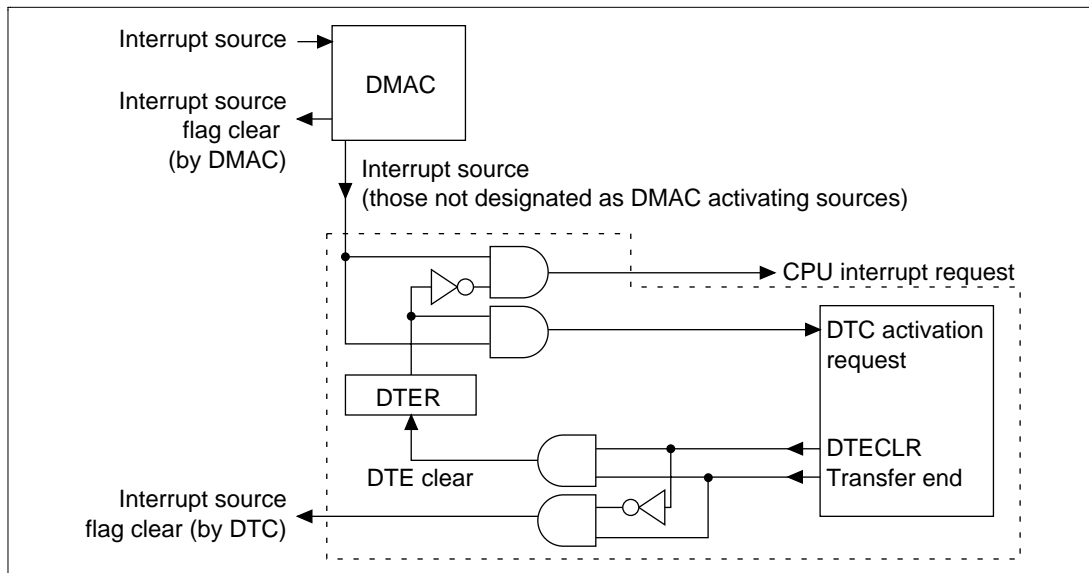 Interrupt source
DMAC
Interrupt source
flag clear
(by DMAC)
Interrupt source
(those not designated as DMAC activating sources)
CPU interrupt request
DTC activation
request
DTER
DTECLR
DTE clear
Transfer end
Interrupt source
flag clear (by DTC)